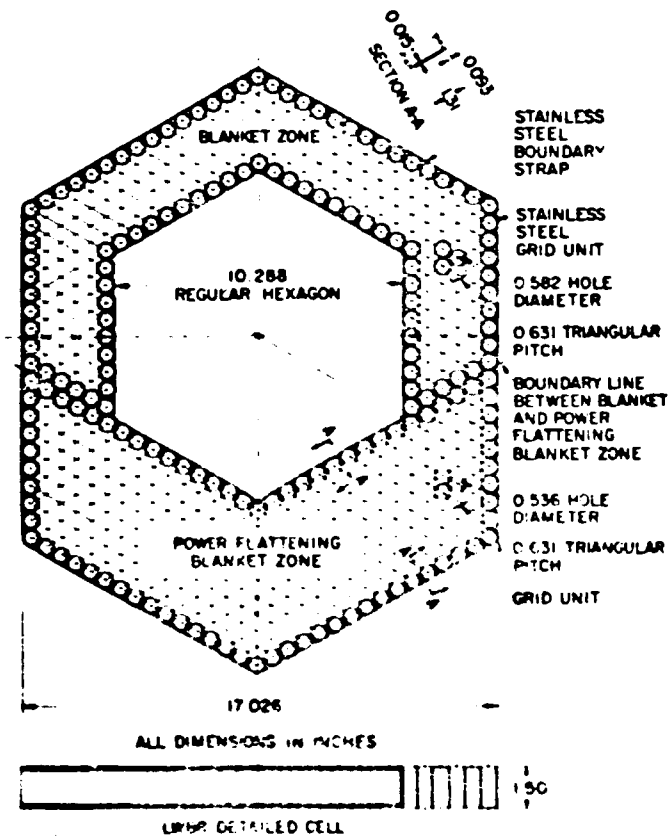 0.015
0.093
SECTION A-A
BLANKET ZONE
STAINLESS
STEEL
BOUNDARY
STRAP
STAINLESS
STEEL
GRID UNIT
10.288
REGULAR HEXAGON
0.582 HOLE
DIAMETER
0.631 TRIANGULAR
PITCH
BOUNDARY LINE
BETWEEN BLANKET
AND POWER
FLATTENING
BLANKET ZONE
A
A
0.536 HOLE
DIAMETER
POWER FLATTENING
BLANKET ZONE
0.631 TRIANGULAR
PITCH
A
A
GRID UNIT
17.026
ALL DIMENSIONS IN INCHES
1.50
LWBR DETAILED CELL